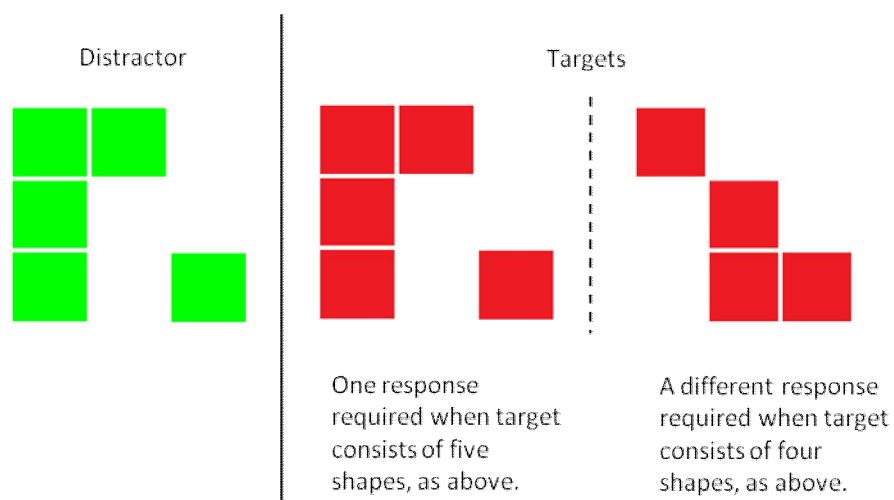 Distractor
Targets
One response
required when target
consists of five
shapes, as above.
A different response
required when target
consists of four
shapes, as above.